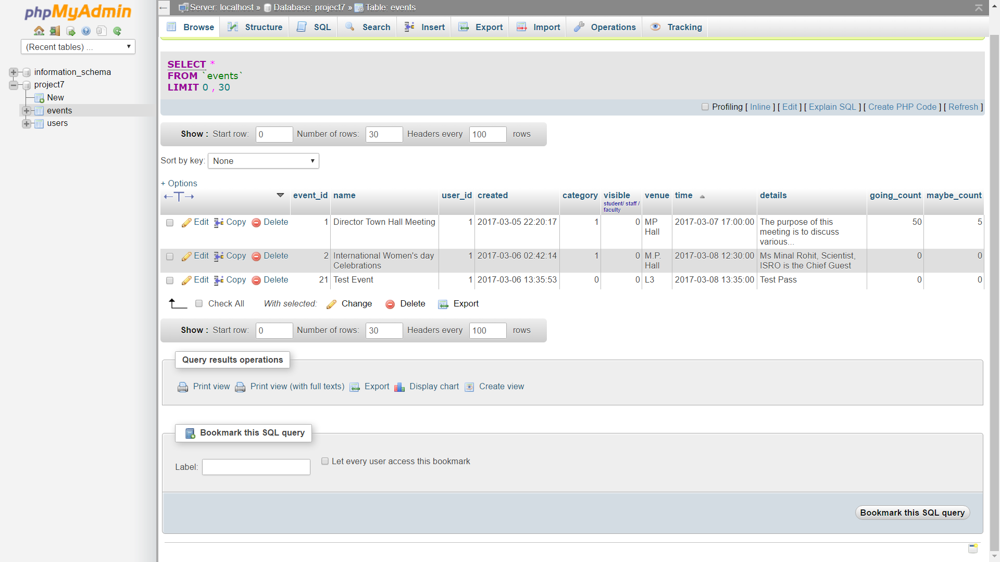 phpMyAdmin
(Recent tables) ...
information_schema
project7
New
events
users
Server: localhost » Database: project7 » Table: events
Browse Structure SQL Search Insert Export Import Operations Tracking
SELECT *
FROM `events`
LIMIT 0 , 30
Profiling [ Inline ] [ Edit ] [ Explain SQL ] [ Create PHP Code ] [ Refresh ]
Show : Start row: 0 Number of rows: 30 Headers every 100 rows
Sort by key: None
+ Options
event_id name user_id created category visible venue time details going_count maybe_count
student/ staff /
faculty
Edit Copy Delete 1 Director Town Hall Meeting 1 2017-03-05 22:20:17 1 0 MP 2017-03-07 17:00:00 The purpose of this 50 5
Hall meeting is to discuss
various...
Edit Copy Delete 2 International Women's day 1 2017-03-06 02:42:14 1 0 M.P. 2017-03-08 12:30:00 Ms Minal Rohit, Scientist, 0 0
Celebrations Hall ISRO is the Chief Guest
Edit Copy Delete 21 Test Event 1 2017-03-06 13:35:53 0 0 L3 2017-03-08 13:35:00 Test Pass 0 0
Check All With selected: Change Delete Export
Show : Start row: 0 Number of rows: 30 Headers every 100 rows
Query results operations
Print view Print view (with full texts) Export Display chart Create view
Bookmark this SQL query
Label: Let every user access this bookmark
Bookmark this SQL query